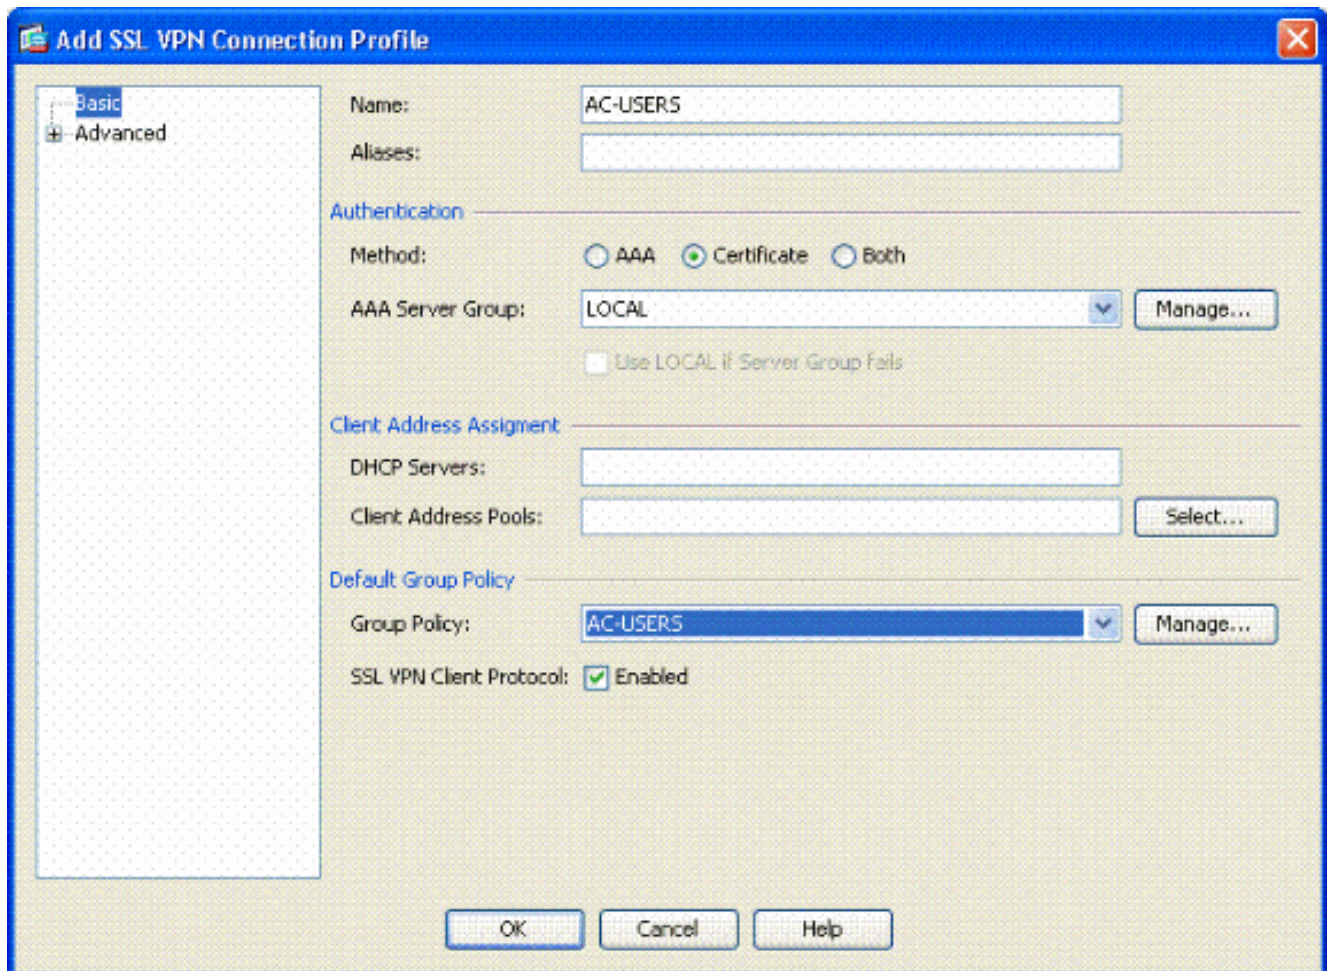 Add SSL VPN Connection Profile
Basic
Advanced
Name: AC-USERS
Aliases:
Authentication
Method: AAA Certificate Both
AAA Server Group: LOCAL Manage...
Use LOCAL if Server Group fails
Client Address Assigment
DHCP Servers:
Client Address Pools: Select...
Default Group Policy
Group Policy: AC-USERS Manage...
SSL VPN Client Protocol: Enabled
OK Cancel Help